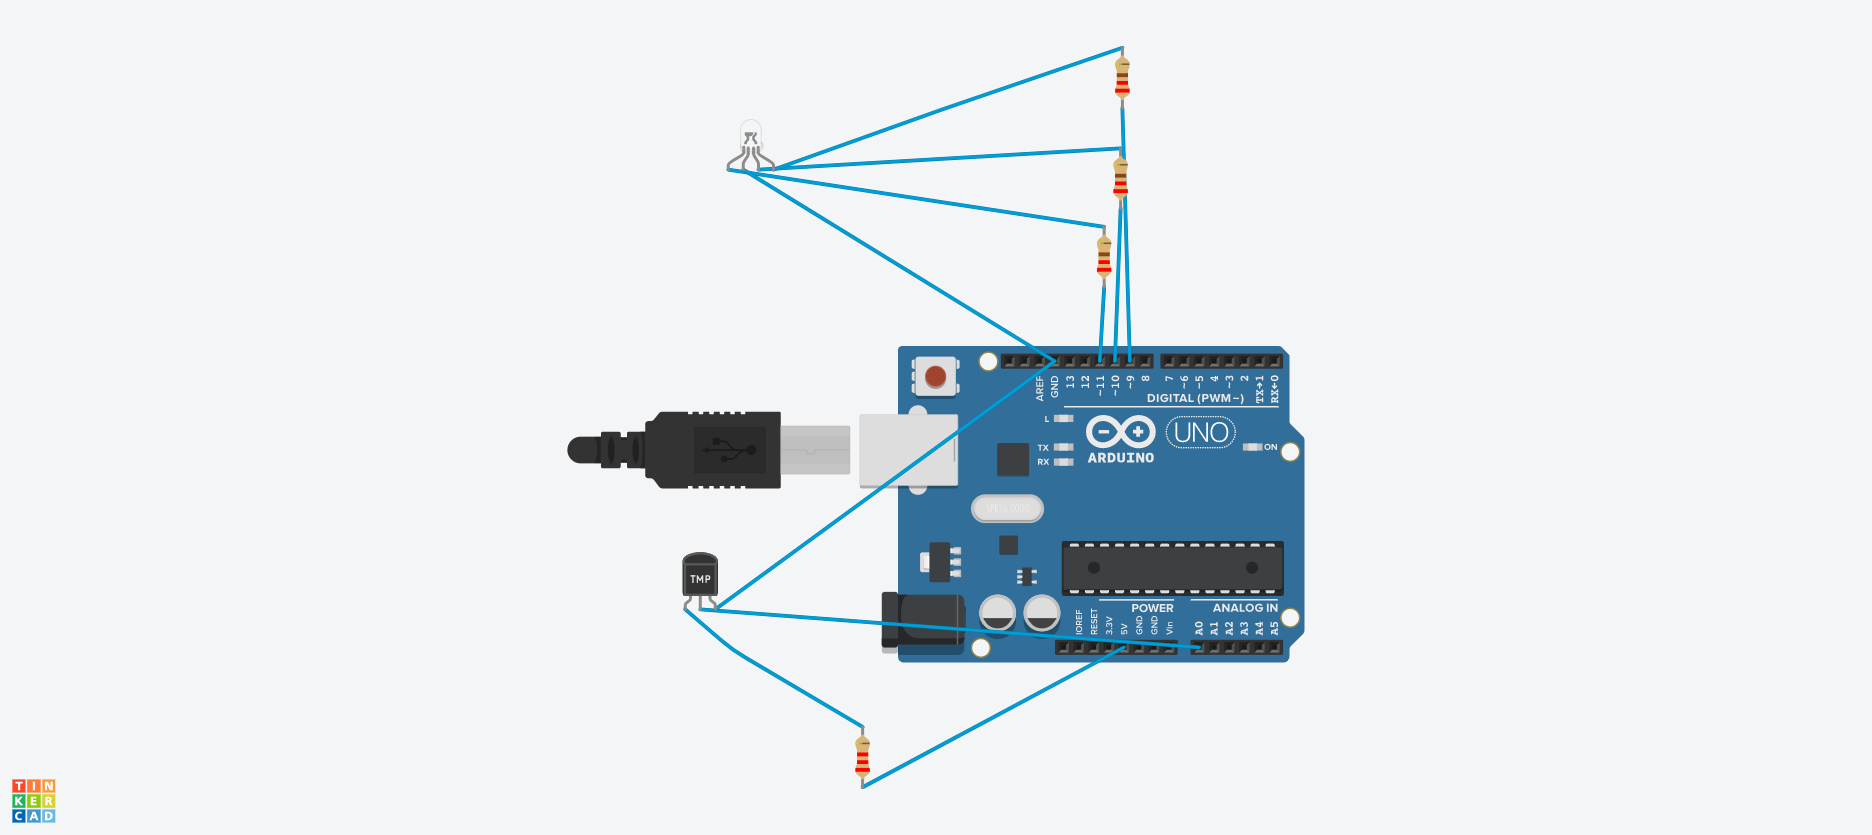 AREF
GND
13
12
~11
~10
~9
8
7
~6
~5
4
~3
2
TX→1
RX←0
DIGITAL (PWM~)
L
TX
RX
UNO
ARDUINO
ON
TMP
POWER
ANALOG IN
IOREF
RESET
3.3V
5V
GND
GND
Vin
A0
A1
A2
A3
A4
A5
TIN
KER
CAD